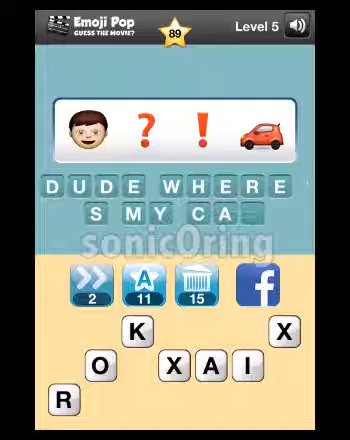 Emoji Pop
GUESS THE MOVIE?
89
Level 5
? !
DUDE WHERE
S MY CA
sonic0ring
2
A
11
15
f
K X
O X A I
R